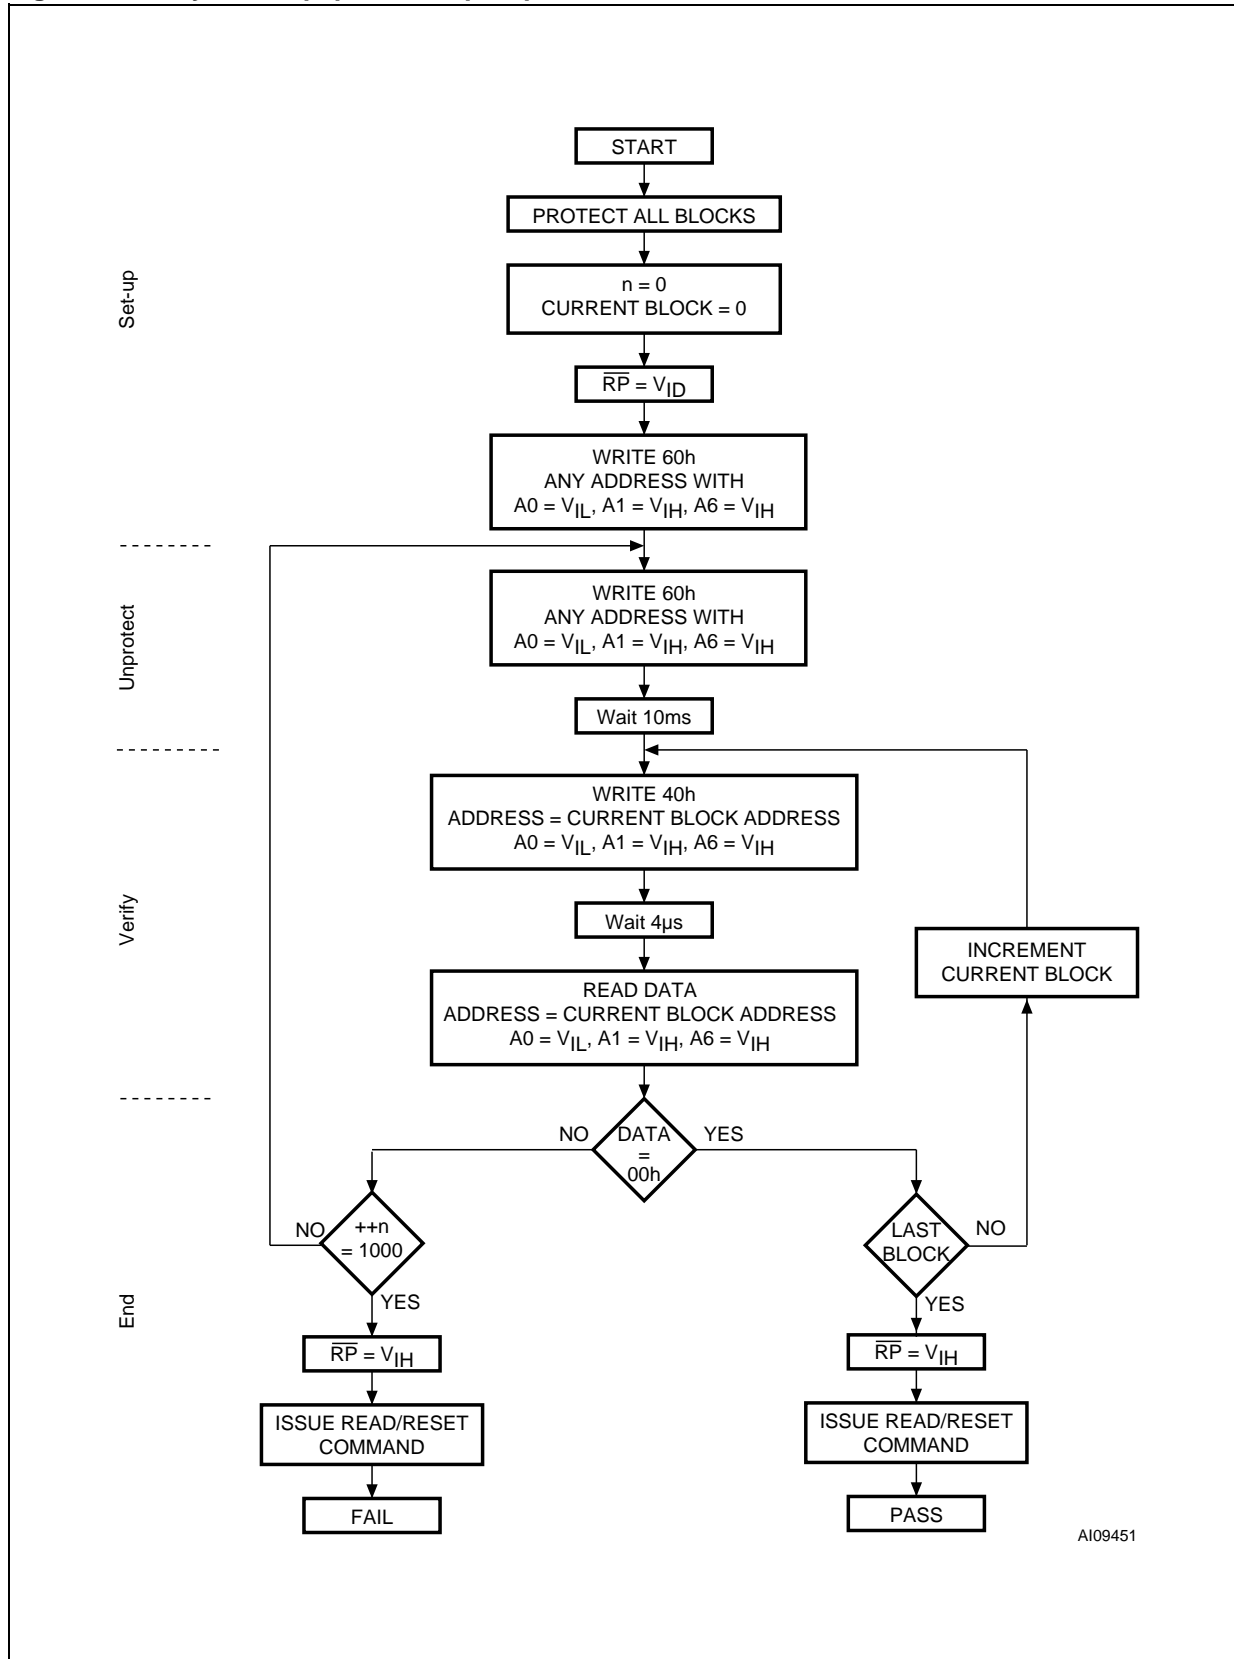 START
PROTECT ALL BLOCKS
n = 0
CURRENT BLOCK = 0
Set-up
RP = VID
WRITE 60h
ANY ADDRESS WITH
A0 = VIL, A1 = VIH, A6 = VIH
Unprotect
WRITE 60h
ANY ADDRESS WITH
A0 = VIL, A1 = VIH, A6 = VIH
Wait 10ms
Verify
WRITE 40h
ADDRESS = CURRENT BLOCK ADDRESS
A0 = VIL, A1 = VIH, A6 = VIH
Wait 4µs
INCREMENT
CURRENT BLOCK
READ DATA
ADDRESS = CURRENT BLOCK ADDRESS
A0 = VIL, A1 = VIH, A6 = VIH
NO
DATA
=
00h
YES
End
NO
++n
= 1000
YES
LAST
BLOCK
NO
YES
RP = VIH
RP = VIH
ISSUE READ/RESET
COMMAND
ISSUE READ/RESET
COMMAND
FAIL
PASS
AI09451